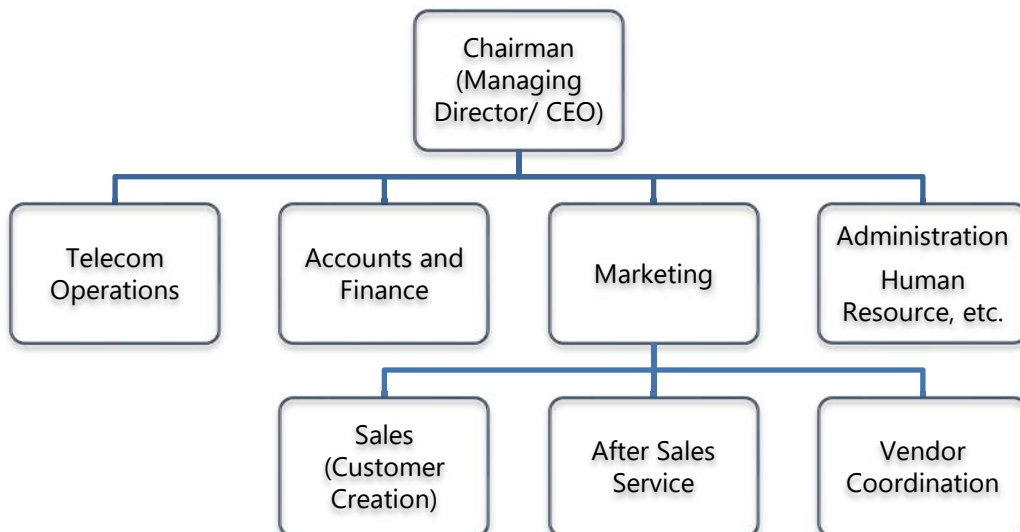 Chairman
(Managing
Director/ CEO)
Telecom
Operations
Accounts and
Finance
Marketing
Administration
Human
Resource, etc.
Sales
(Customer
Creation)
After Sales
Service
Vendor
Coordination